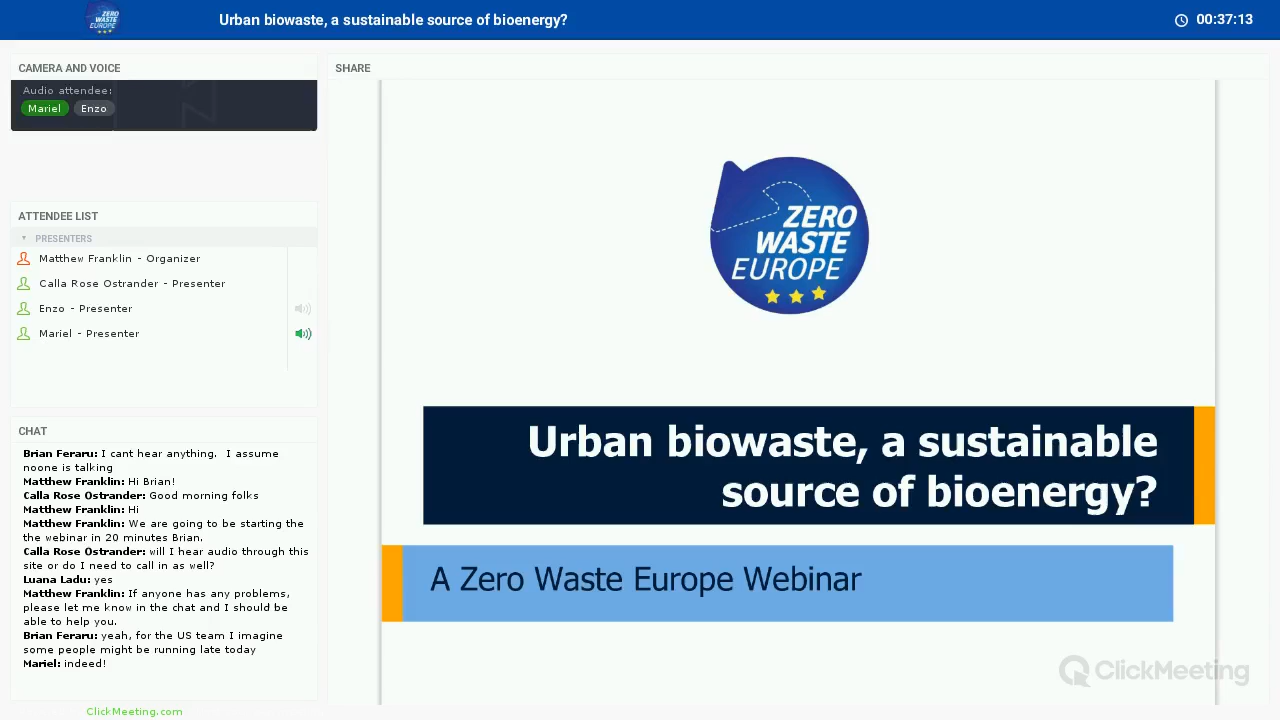 ZERO WASTE EUROPE
Urban biowaste, a sustainable source of bioenergy?
00:37:13
CAMERA AND VOICE
Audio attendee:
Mariel
Enzo
ATTENDEE LIST
PRESENTERS
Matthew Franklin - Organizer
Calla Rose Ostrander - Presenter
Enzo - Presenter
Mariel - Presenter
CHAT
Brian Feraru: I cant hear anything. I assume
noone is talking
Matthew Franklin: Hi Brian!
Calla Rose Ostrander: Good morning folks
Matthew Franklin: Hi
Matthew Franklin: We are going to be starting the
the webinar in 20 minutes Brian.
Calla Rose Ostrander: will I hear audio through this
site or do I need to call in as well?
Luana Ladu: yes
Matthew Franklin: If anyone has any problems,
please let me know in the chat and I should be
able to help you.
Brian Feraru: yeah, for the US team I imagine
some people might be running late today
Mariel: indeed!
ClickMeeting.com
SHARE
ZERO
WASTE
EUROPE
Urban biowaste, a sustainable
source of bioenergy?
A Zero Waste Europe Webinar
ClickMeeting